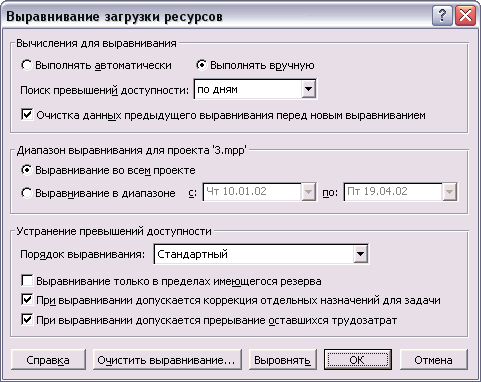 Выравнивание загрузки ресурсов
Вычисления для выравнивания
Выполнять автоматически Выполнять вручную
Поиск превышений доступности: по дням
Очистка данных предыдущего выравнивания перед новым выравниванием
Диапазон выравнивания для проекта '3.mpp'
Выравнивание во всем проекте
Выравнивание в диапазоне с: Чт 10.01.02 по: Пт 19.04.02
Устранение превышений доступности
Порядок выравнивания: Стандартный
Выравнивание только в пределах имеющегося резерва
При выравнивании допускается коррекция отдельных назначений для задачи
При выравнивании допускается прерывание оставшихся трудозатрат
Справка Очистить выравнивание... Выровнять ОК Отмена